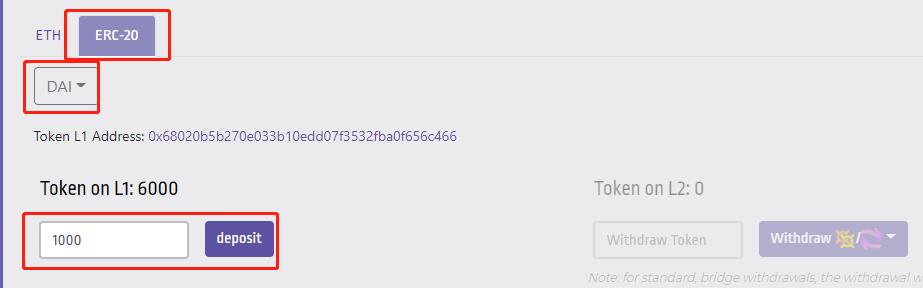 ETH ERC-20
DAI
Token L1 Address: 0x68020b5b270e033b10edd07f3532fba0f656c466
Token on L1: 6000 Token on L2: 0
1000 deposit Withdraw Token Withdraw /
Note: for standard, bridge withdrawals, the withdrawal w